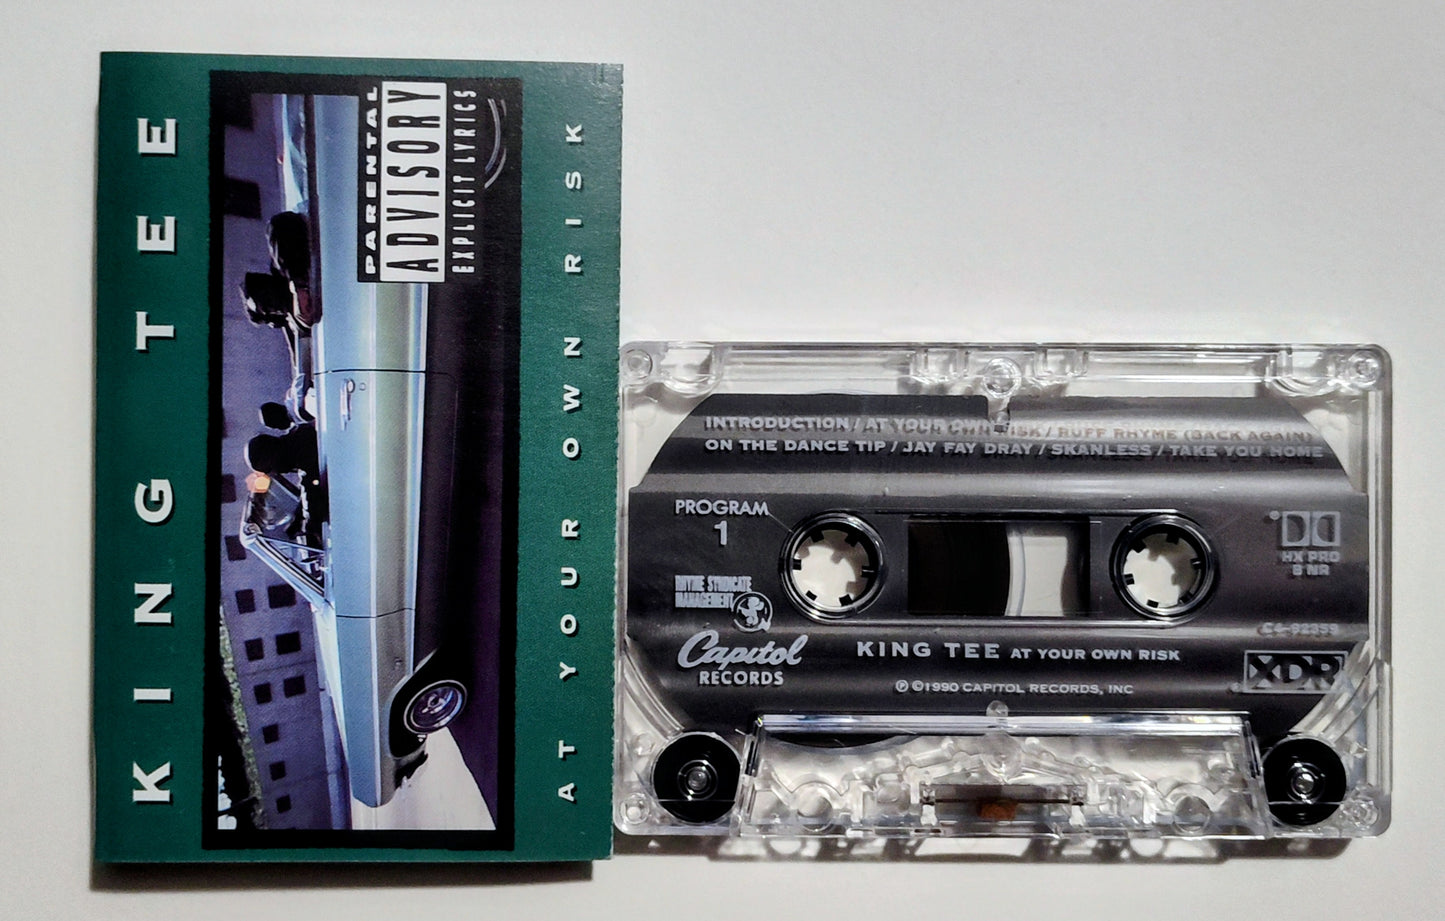 KING TEE
PARENTAL
ADVISORY
EXPLICIT LYRICS
AT YOUR OWN RISK
INTRODUCTION / AT YOUR OWN RISK / RUFF RHYME (BACK AGAIN)
ON THE DANCE TIP / JAY FAY DRAY / SKANLESS / TAKE YOU HOME
PROGRAM
1
HX PRO
B NR
RHYME SYNDICATE
MANAGEMENT
C4-92359
Capitol
RECORDS
KING TEE AT YOUR OWN RISK
XDR
℗ ©1990 CAPITOL RECORDS, INC